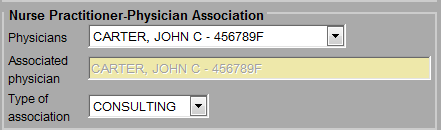 Nurse Practitioner-Physician Association
Physicians CARTER, JOHN C - 456789F
Associated
physician CARTER, JOHN C - 456789F
Type of
association CONSULTING